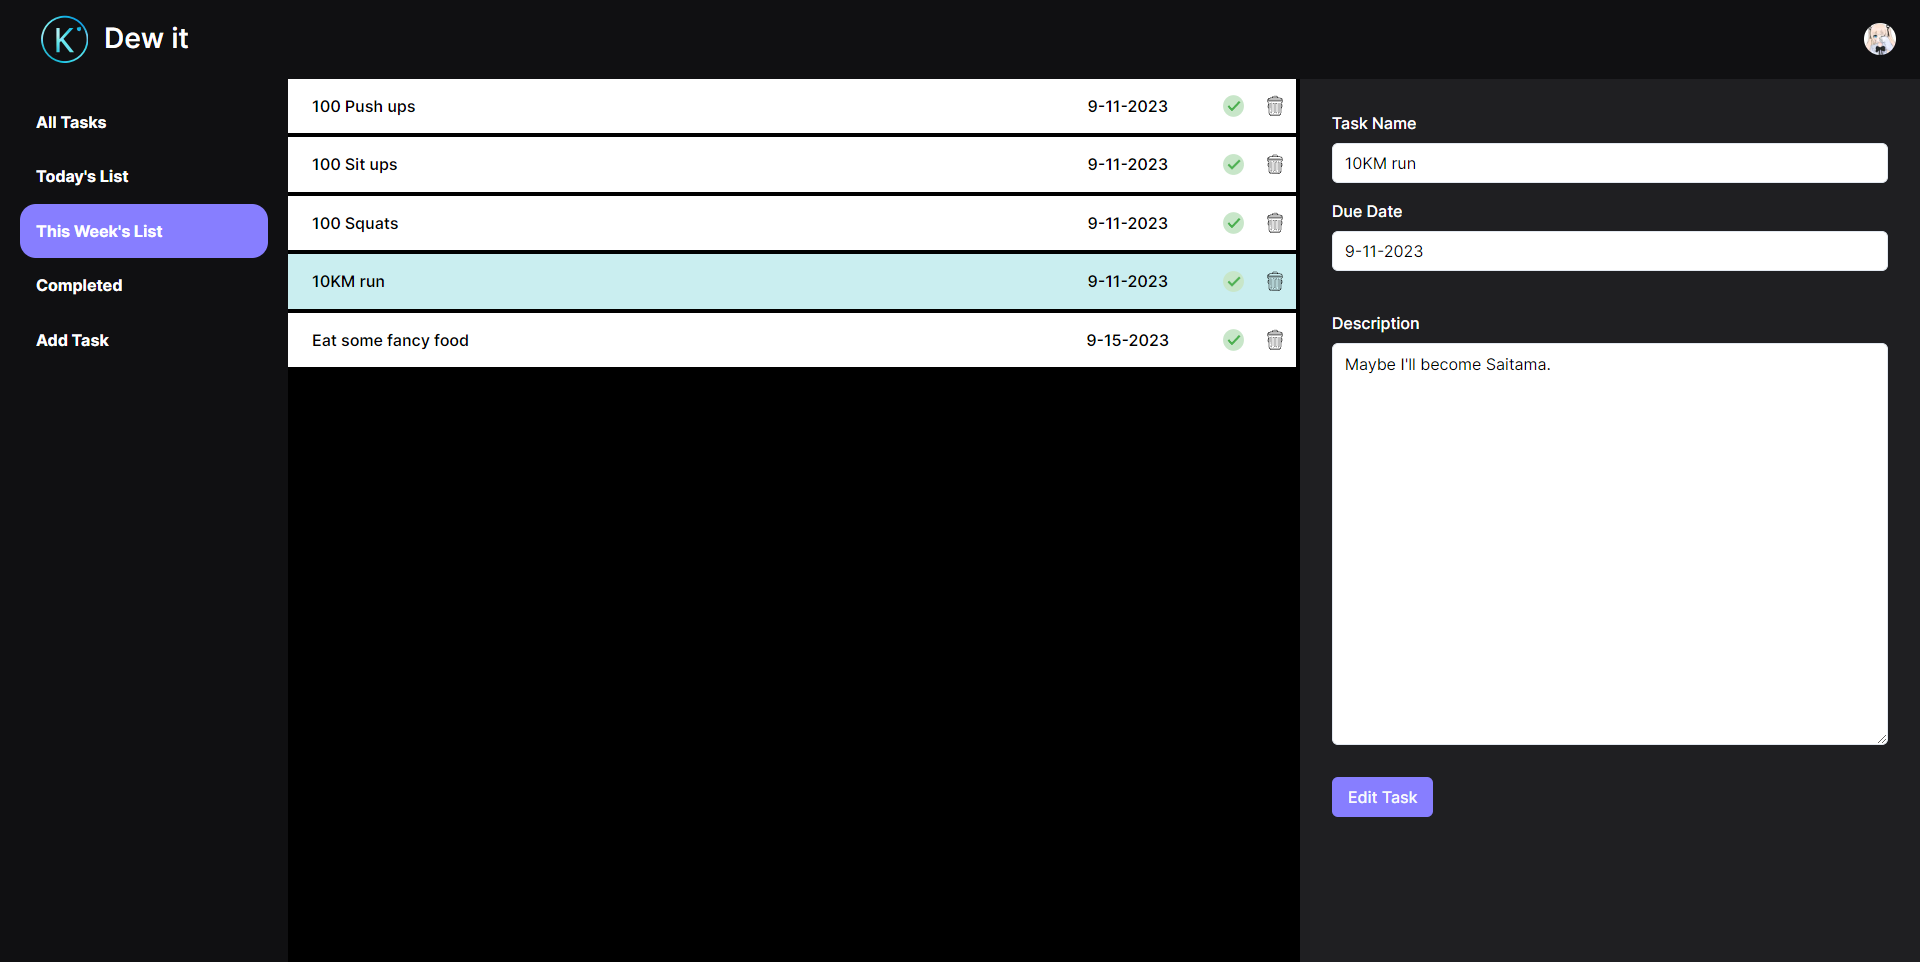 K
Dew it
All Tasks
Today's List
This Week's List
Completed
Add Task
100 Push ups 9-11-2023
100 Sit ups 9-11-2023
100 Squats 9-11-2023
10KM run 9-11-2023
Eat some fancy food 9-15-2023
Task Name
10KM run
Due Date
9-11-2023
Description
Maybe I'll become Saitama.
Edit Task